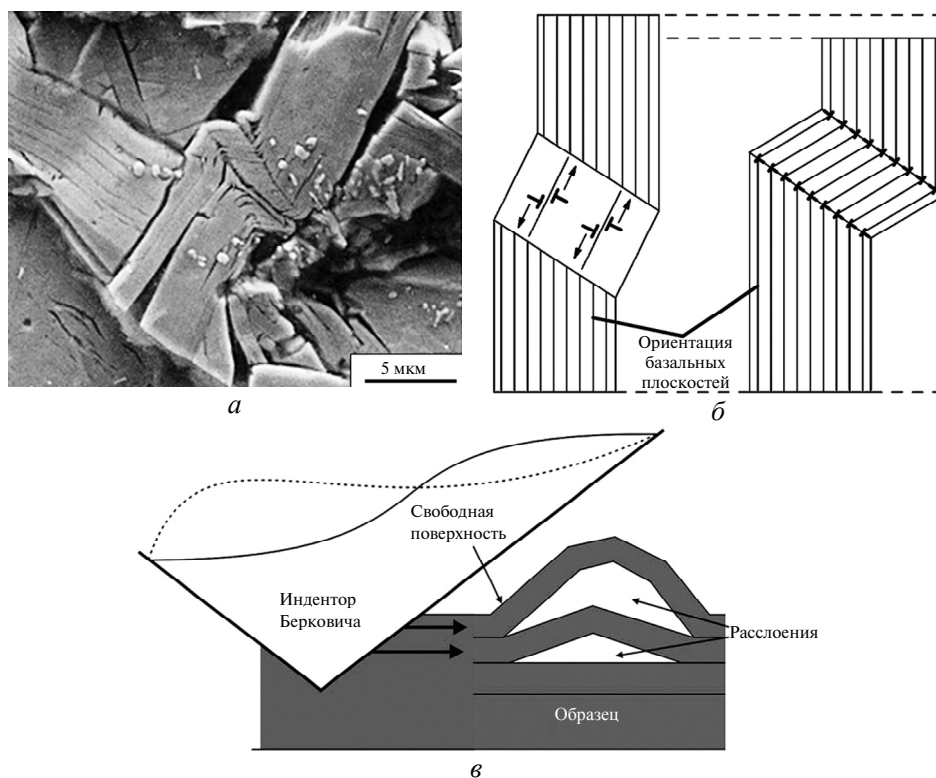 5 мкм
а
Ориентация
базальных
плоскостей
б
Свободная
поверхность
Индентор
Берковича
Расслоения
Образец
в